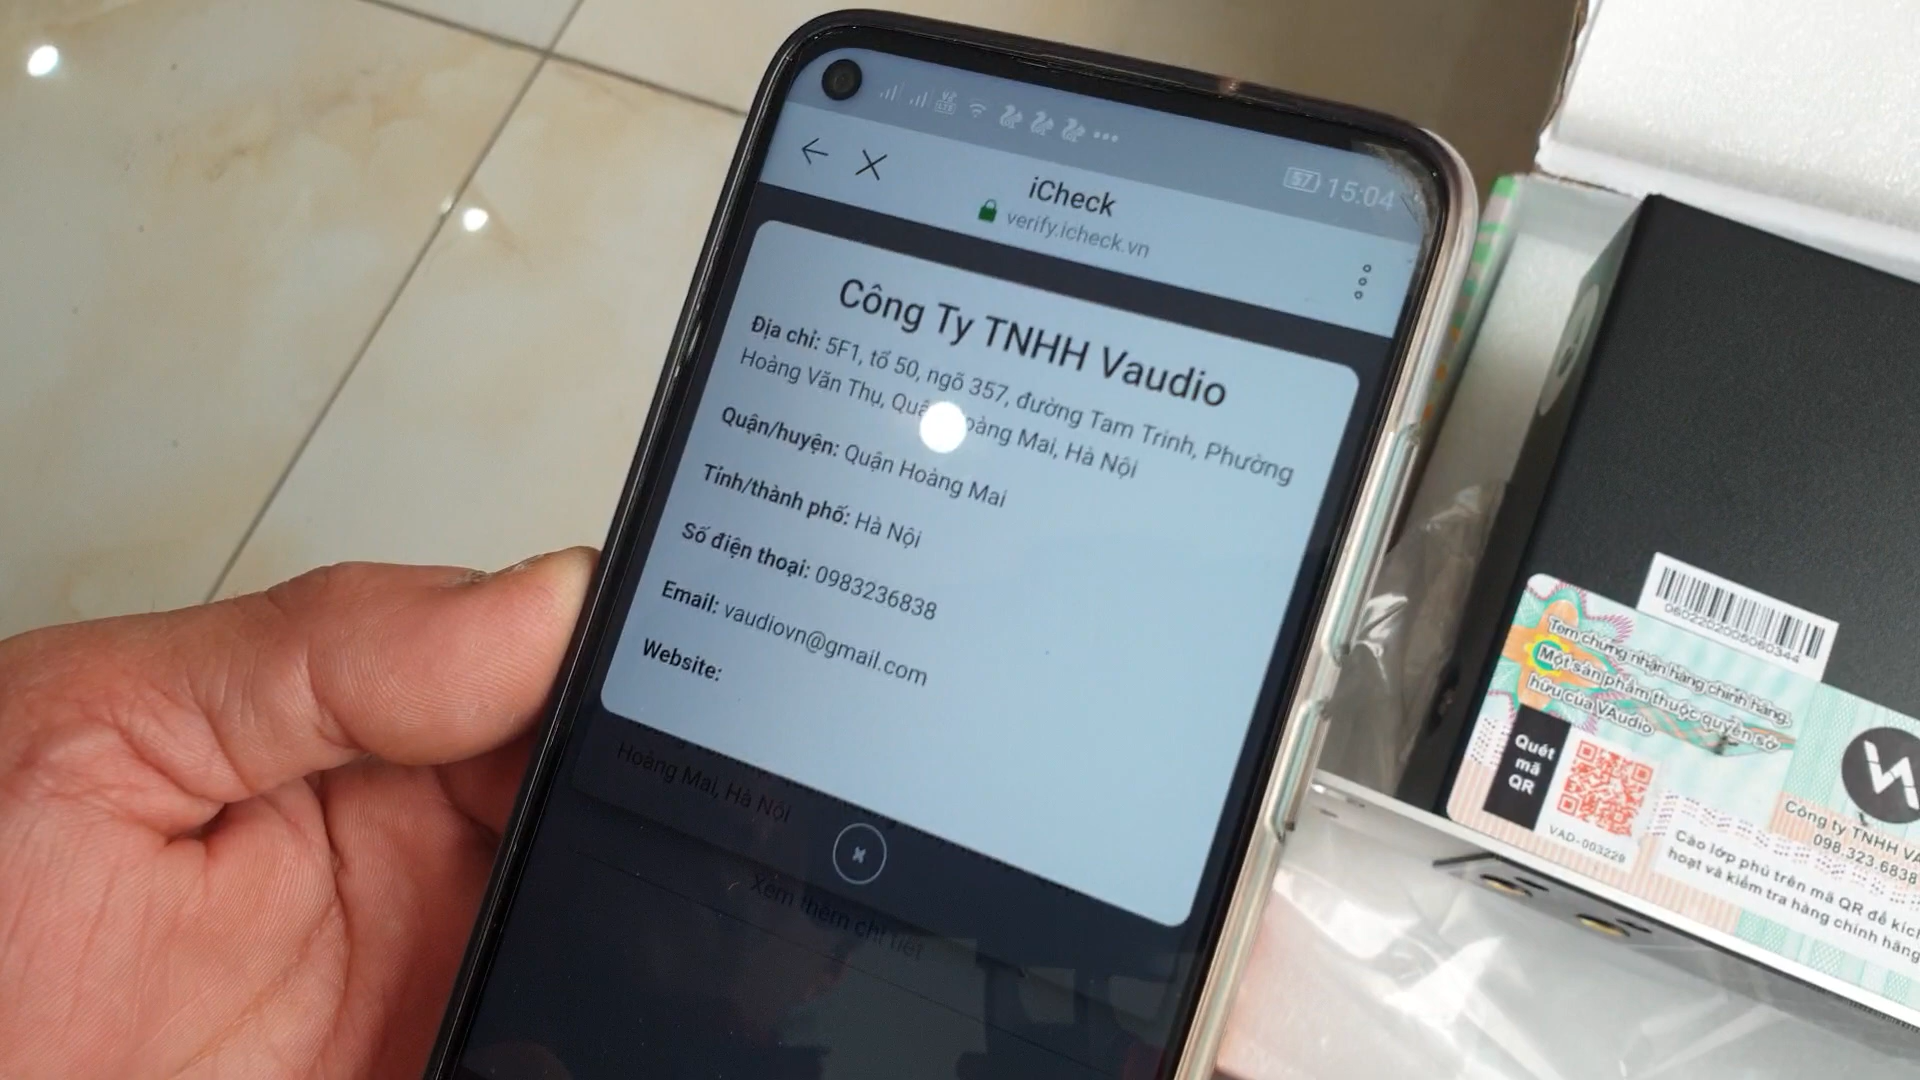 57 15:04
iCheck
verify.icheck.vn
Công Ty TNHH Vaudio
Địa chỉ: 5F1, tổ 50, ngõ 357, đường Tam Trinh, Phường
Hoàng Văn Thụ, Hoàng Mai, Hà Nội
Quận/huyện: Quận Hoàng Mai
Tỉnh/thành phố: Hà Nội
Số điện thoại: 0983236838
Email: vaudiovn@gmail.com
Website:
Hoàng Mai, Hà Nội
Xem thêm chi tiết
Tem chứng nhận hàng chính hãng.
Một sản phẩm thuộc quyền sở
hữu của VAudio
Quét
mã
QR
VAD-003229
Công ty TNHH VA
098.323.6838
Cào lớp phủ trên mã QR để kích
hoạt và kiểm tra hàng chính hãng